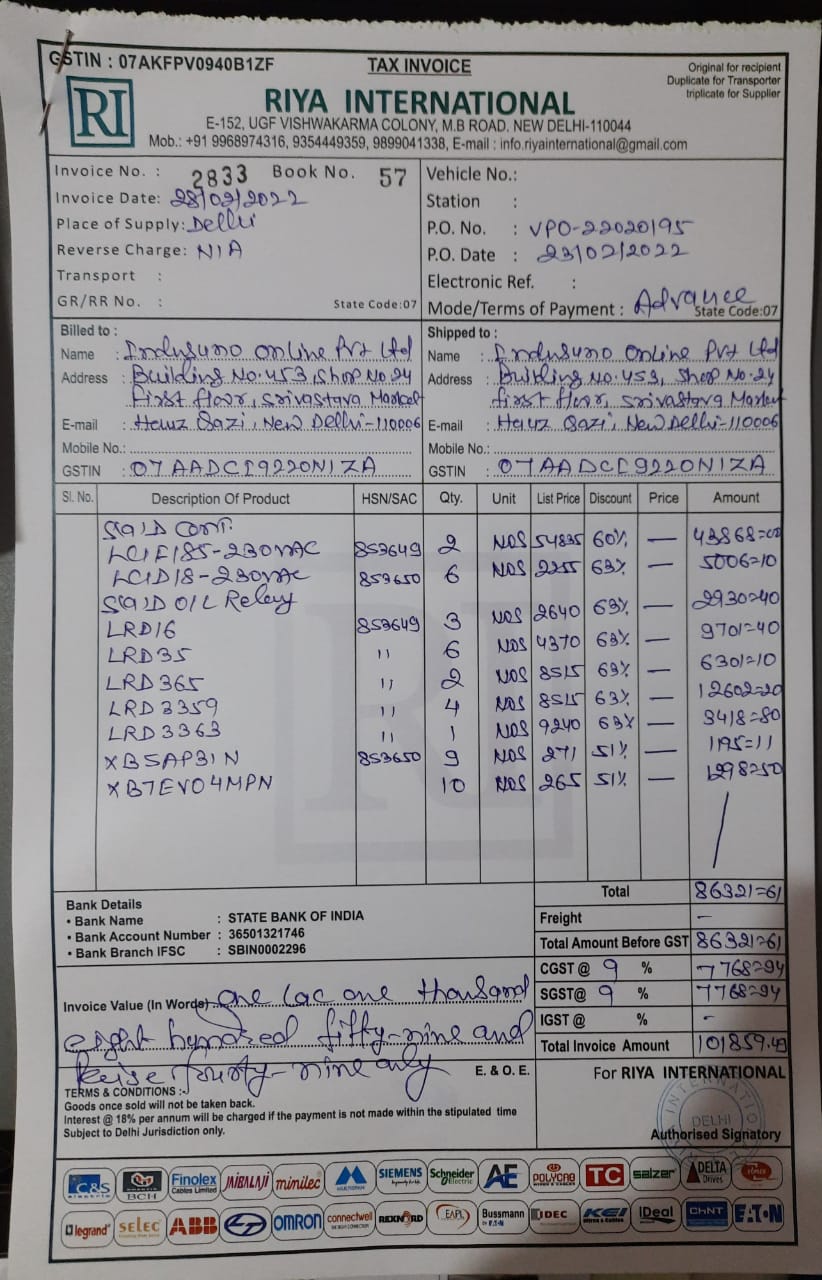 GSTIN : 07AKFPV0940B1ZF
TAX INVOICE
Original for recipient
Duplicate for Transporter
triplicate for Supplier
RI
RIYA INTERNATIONAL
E-152, UGF VISHWAKARMA COLONY, M.B ROAD. NEW DELHI-110044
Mob.: +91 9968974316, 9354449359, 9899041338, E-mail : info.riyainternational@gmail.com
Invoice No. : 2833 Book No. 57
Invoice Date: 28/02/2022
Place of Supply: Delhi
Reverse Charge: N/A
Transport :
GR/RR No. : State Code:07
Vehicle No.:
Station :
P.O. No. : VPO-22020195
P.O. Date : 23/02/2022
Electronic Ref. :
Mode/Terms of Payment : Advance
State Code:07
Billed to :
Name : Indusuno Online Pvt Ltd
Address : Building No. 453, Shop No. 24
First floor, Srivastava Market
E-mail : Hauz Qazi, New Delhi-110006
Mobile No.:
GSTIN : 07AADCI9220N1ZA
Shipped to :
Name : Indusuno Online Pvt Ltd
Address : Building No. 453, Shop No. 24
First floor, Srivastava Market
E-mail : Hauz Qazi, New Delhi-110006
Mobile No.:
GSTIN : 07AADCI9220N1ZA
Sl. No. Description Of Product HSN/SAC Qty. Unit List Price Discount Price Amount
Cont.
LC1F185-230VAC 853649 2 NOS 54835 60% — 43868=00
LC1D18-230VAC 853650 6 NOS 2255 63% — 5006=10
O/L Relay
LRD16 853649 3 NOS 2640 63% — 2930=40
LRD35 11 6 NOS 4370 63% — 9701=40
LRD365 11 2 NOS 8515 63% — 6301=10
LRD3359 11 4 NOS 8515 63% — 12602=20
LRD3363 11 1 NOS 9240 63% — 3418=80
XB5AP31N 853650 9 NOS 271 51% — 1195=11
XB7EV04MPN 10 NOS 265 51% — 1298=50
Bank Details
• Bank Name : STATE BANK OF INDIA
• Bank Account Number : 36501321746
• Bank Branch IFSC : SBIN0002296
Total 86321=61
Freight -
Total Amount Before GST 86321=61
CGST @ 9 % 7768=94
SGST@ 9 % 7768=94
IGST @ % -
Total Invoice Amount 101859.49
Invoice Value (In Words) One lac one thousand
eight hundred fifty-nine and
Paise fourty-nine only
E. & O. E.
TERMS & CONDITIONS :-
Goods once sold will not be taken back.
Interest @ 18% per annum will be charged if the payment is not made within the stipulated time
Subject to Delhi Jurisdiction only.
For RIYA INTERNATIONAL
INTERNATIO
DELHI
Authorised Signatory
C&S
BCH
Finolex
Cables Limited
JAIBALAJI
minilec
SIEMENS
Schneider
Electric
AE
POLYCAB
TC
salzer
DELTA
Drives
elmex
legrand
selec
ABB
OMRON
connectwell
REXNORD
EAPL
Bussmann
by EATON
IDEC
KEI
Wires & Cables
iDeal
CHNT
EATON